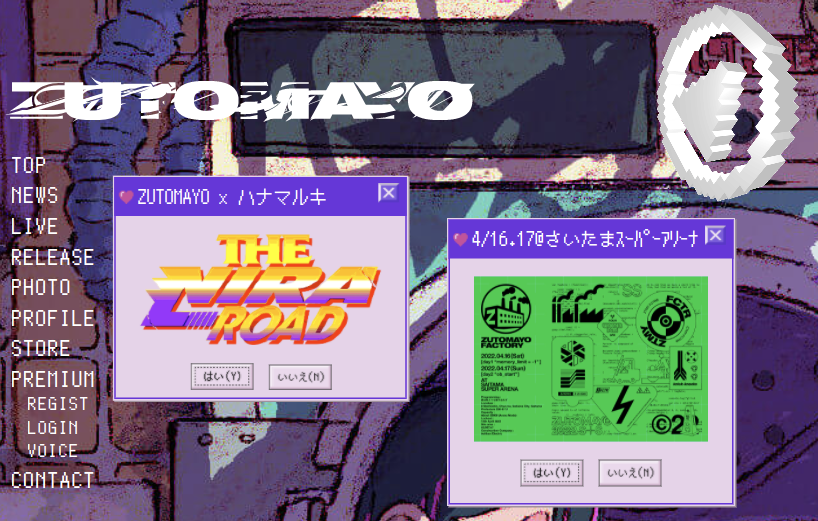 ZUTOMAYO
TOP
NEWS
LIVE
RELEASE
PHOTO
PROFILE
STORE
PREMIUM
REGIST
LOGIN
VOICE
CONTACT
ZUTOMAYO x ハナマルキ
THE
NIRA
ROAD
はい(Y)
いいえ(N)
4/16.17@さいたまｽｰﾊﾟｰｱﾘｰﾅ
ZUTOMAYO
FACTORY
2022.04.16(Sat)
2022.04.17(Sun)
AT
SAITAMA
SUPER ARENA
FCTR
ZTMY
はい(Y)
いいえ(N)